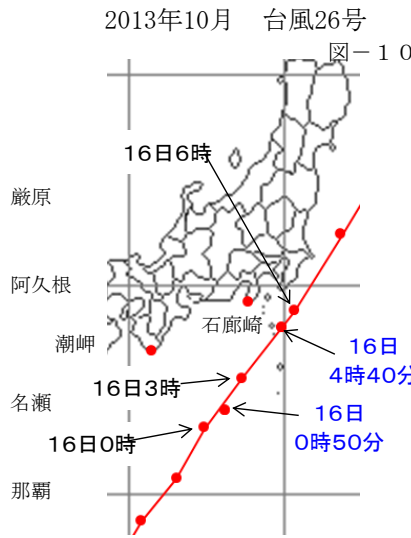 2013年10月 台風26号
図－１０
16日6時
厳原
阿久根
石廊崎
潮岬
16日
4時40分
16日3時
名瀬
16日
0時50分
16日0時
那覇